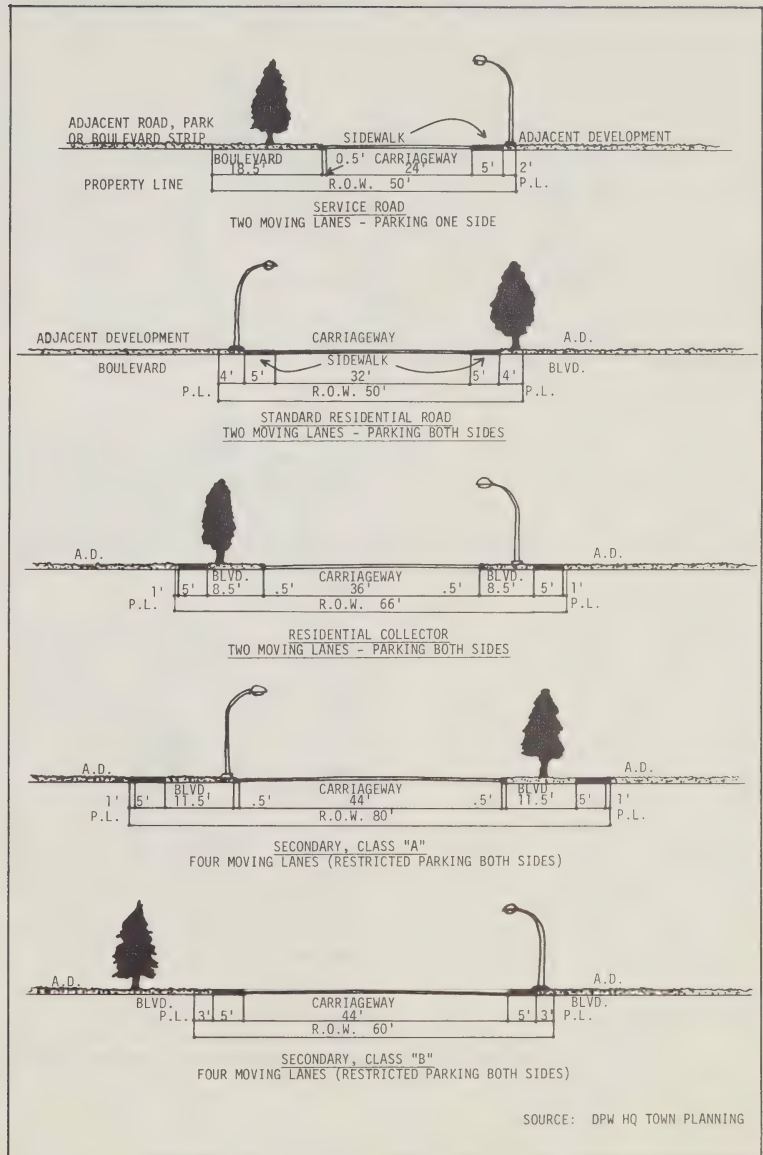 ADJACENT ROAD, PARK
OR BOULEVARD STRIP
SIDEWALK
ADJACENT DEVELOPMENT
BOULEVARD 0.5' CARRIAGEWAY
18.5' 24' 5' 2'
PROPERTY LINE R.O.W. 50' P.L.
SERVICE ROAD
TWO MOVING LANES - PARKING ONE SIDE
ADJACENT DEVELOPMENT CARRIAGEWAY A.D.
BOULEVARD SIDEWALK BLVD.
4' 5' 32' 5' 4'
P.L. R.O.W. 50' P.L.
STANDARD RESIDENTIAL ROAD
TWO MOVING LANES - PARKING BOTH SIDES
A.D. A.D.
BLVD. CARRIAGEWAY BLVD.
1' 5' 8.5' .5' 36' .5' 8.5' 5' 1'
P.L. R.O.W. 66' P.L.
RESIDENTIAL COLLECTOR
TWO MOVING LANES - PARKING BOTH SIDES
A.D. A.D.
BLVD. CARRIAGEWAY BLVD.
1' 5' 11.5' .5' 44' .5' 11.5' 5' 1'
P.L. R.O.W. 80' P.L.
SECONDARY, CLASS "A"
FOUR MOVING LANES (RESTRICTED PARKING BOTH SIDES)
A.D. A.D.
BLVD. CARRIAGEWAY BLVD.
P.L. 3' 5' 44' 5' 3' P.L.
R.O.W. 60'
SECONDARY, CLASS "B"
FOUR MOVING LANES (RESTRICTED PARKING BOTH SIDES)
SOURCE: DPW HQ TOWN PLANNING